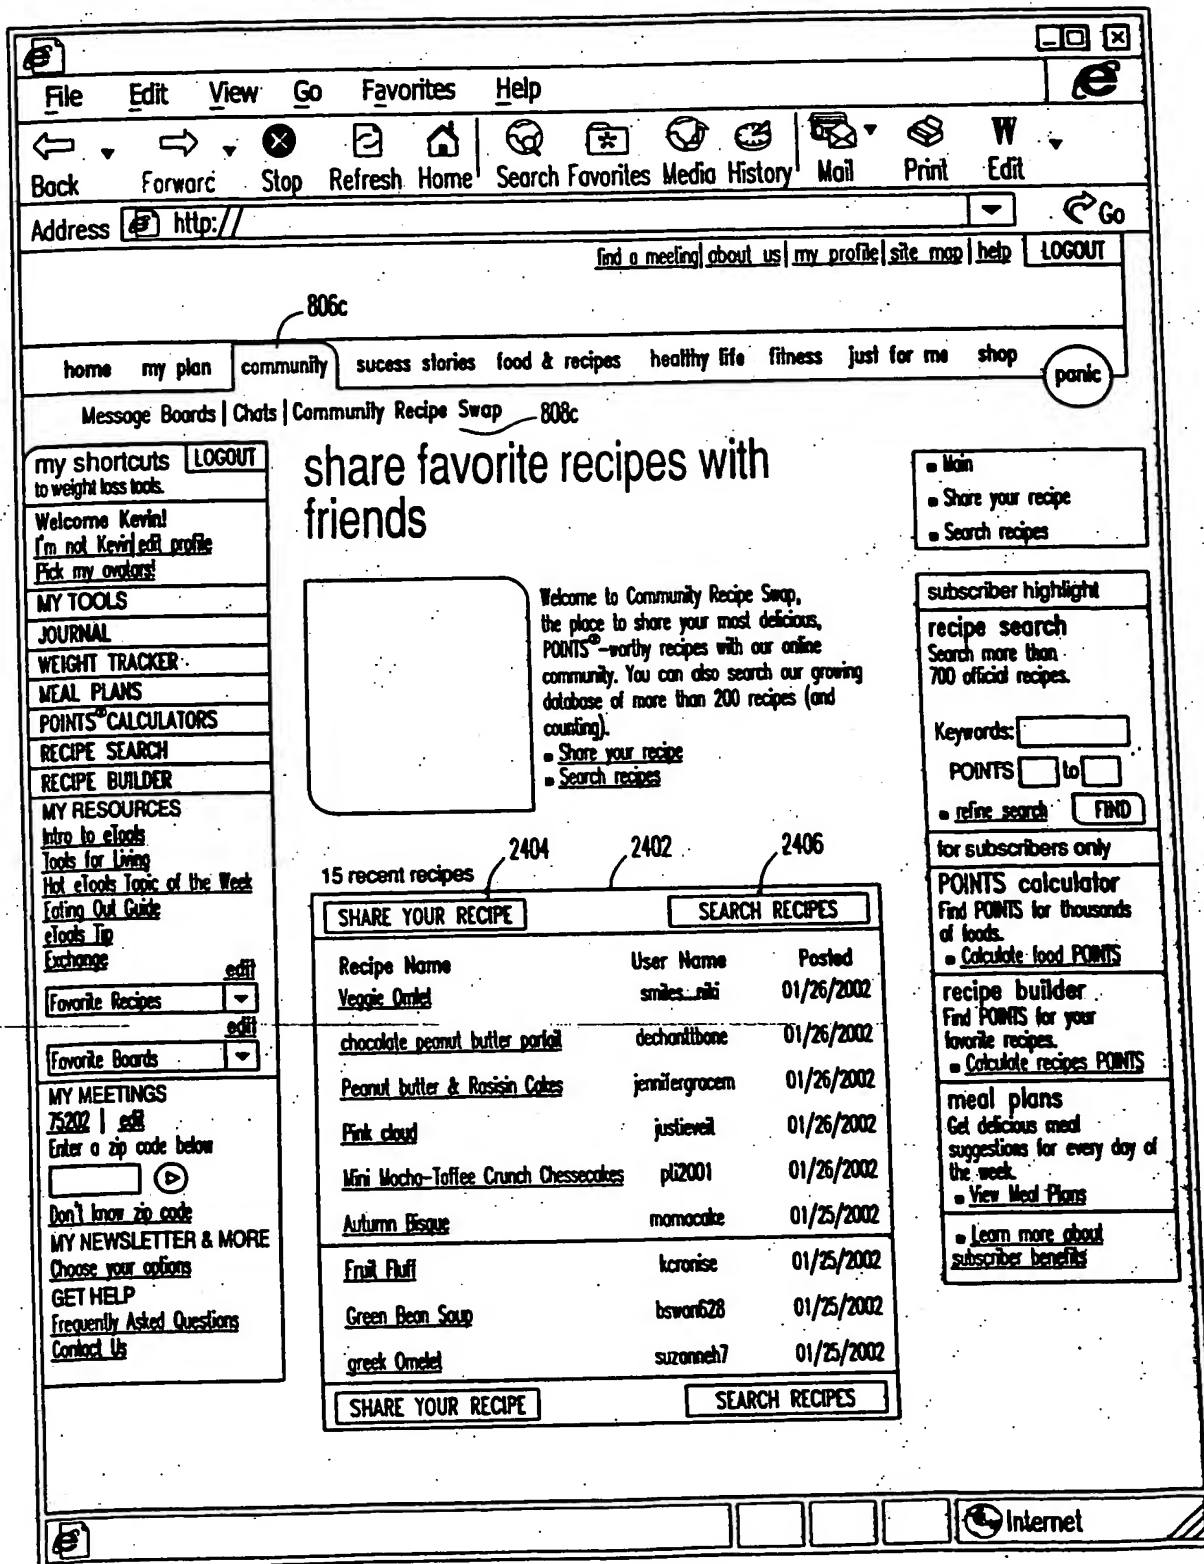 File Edit View Go Favorites Help
Back Forward Stop Refresh Home Search Favorites Media History Mail Print Edit
Address http:// Go
find a meeting| about us| my profile| site map| help LOGOUT
806c
home my plan community sucess stories food & recipes healthy life fitness just for me shop panic
Message Boards | Chats | Community Recipe Swap 808c
my shortcuts LOGOUT
to weight loss tools.
Welcome Kevin!
I'm not Kevin| edit profile
Pick my avatars!
MY TOOLS
JOURNAL
WEIGHT TRACKER
MEAL PLANS
POINTS® CALCULATORS
RECIPE SEARCH
RECIPE BUILDER
MY RESOURCES
Intro to eTools
Tools for Living
Hot eTools Topic of the Week
Eating Out Guide
eTools Tip
Exchange
edit
Favorite Recipes
edit
Favorite Boards
MY MEETINGS
75202 | edit
Enter a zip code below
Don't know zip code
MY NEWSLETTER & MORE
Choose your options
GET HELP
Frequently Asked Questions
Contact Us
share favorite recipes with
friends
Welcome to Community Recipe Swap,
the place to share your most delicious,
POINTS®-worthy recipes with our online
community. You can also search our growing
database of more than 200 recipes (and
counting).
Share your recipe
Search recipes
2404 2402 2406
15 recent recipes
SHARE YOUR RECIPE SEARCH RECIPES
Recipe Name User Name Posted
Veggie Omlet smiles_niki 01/26/2002
chocolate peanut butter parfait 01/26/2002
Peanut butter & Rasisin Cakes jennifergracem 01/26/2002
Pink cloud justieveil 01/26/2002
Mini Mocha-Toffee Crunch Chessecakes pli2001 01/26/2002
Autumn Bisque momacake 01/25/2002
Fruit Fluff kcronise 01/25/2002
Green Bean Soup bswan628 01/25/2002
greek Omelet suzanneh7 01/25/2002
SHARE YOUR RECIPE SEARCH RECIPES
Main
Share your recipe
Search recipes
subscriber highlight
recipe search
Search more than
700 official recipes.
Keywords:
POINTS to
refine search FIND
for subscribers only
POINTS calculator
Find POINTS for thousands
of foods.
Calculate food POINTS
recipe builder
Find POINTS for your
favorite recipes.
Calculate recipes POINTS
meal plans
Get delicious meal
suggestions for every day of
the week.
View Meal Plans
Learn more about
subscriber benefits
Internet